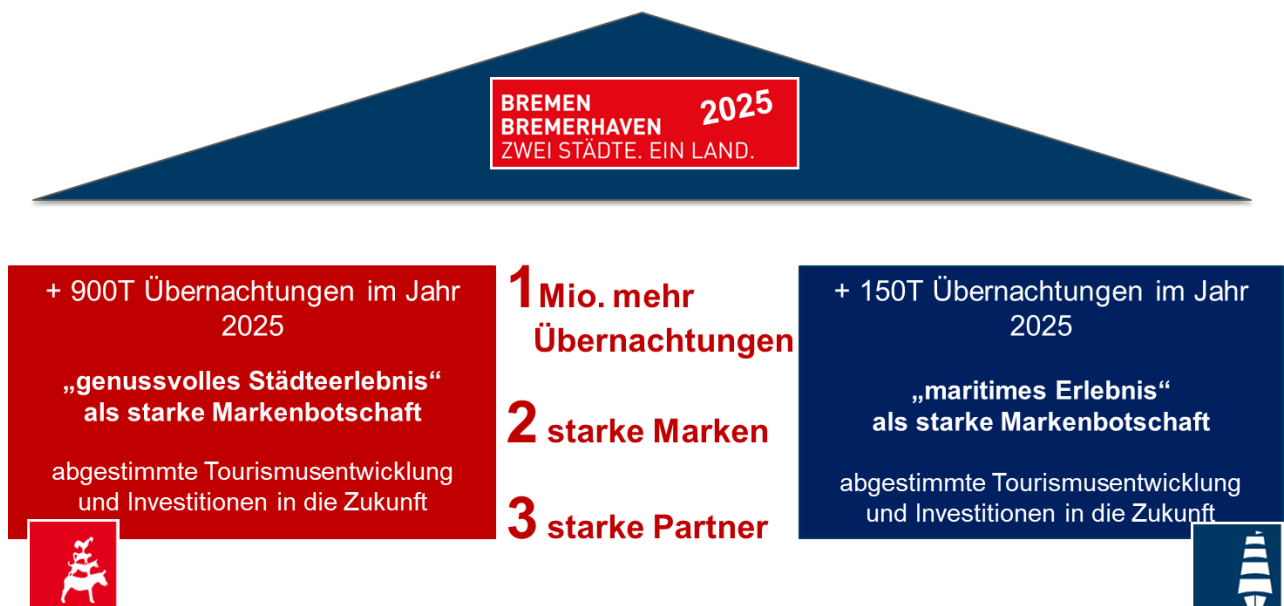 BREMEN
BREMERHAVEN
2025
ZWEI STÄDTE. EIN LAND.
+ 900T Übernachtungen im Jahr
2025
„genussvolles Städteerlebnis“
als starke Markenbotschaft
abgestimmte Tourismusentwicklung
und Investitionen in die Zukunft
1 Mio. mehr
Übernachtungen
2 starke Marken
3 starke Partner
+ 150T Übernachtungen im Jahr
2025
„maritimes Erlebnis“
als starke Markenbotschaft
abgestimmte Tourismusentwicklung
und Investitionen in die Zukunft